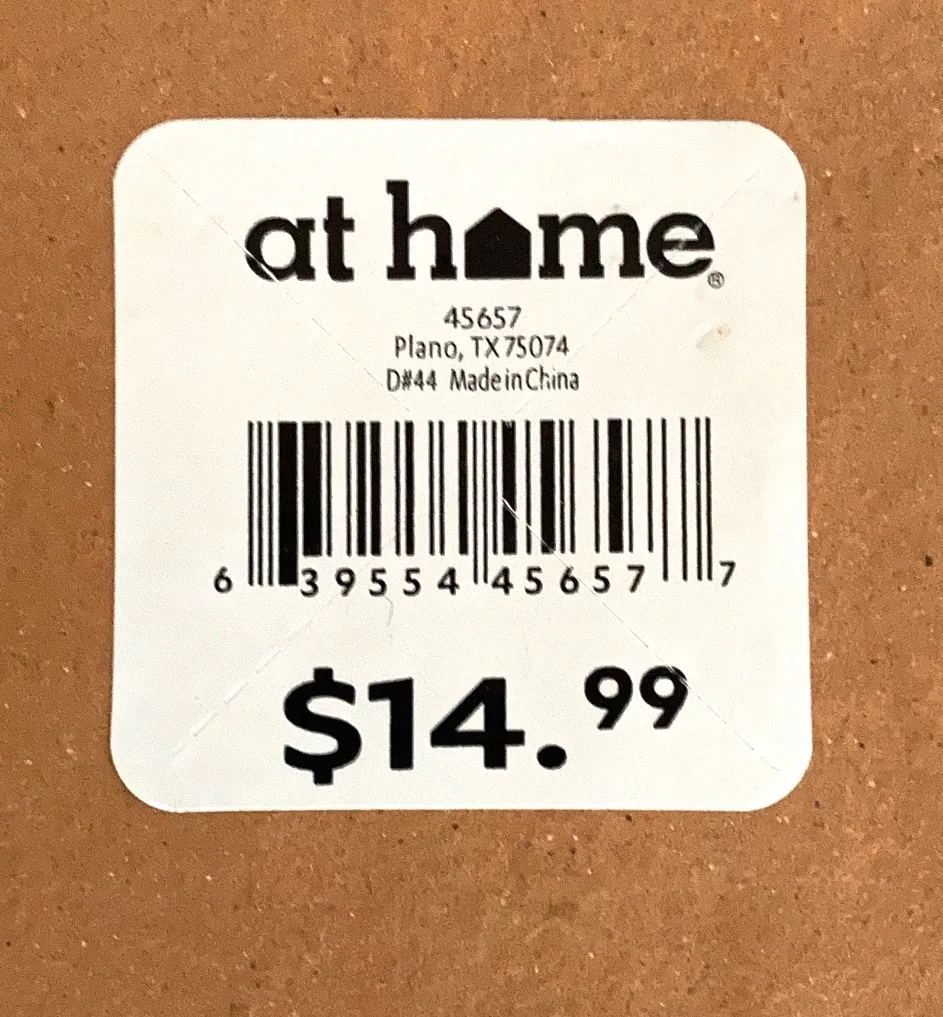 at home®
45657
Plano, TX 75074
D#44 Made in China
6 39554 45657 7
$14.99